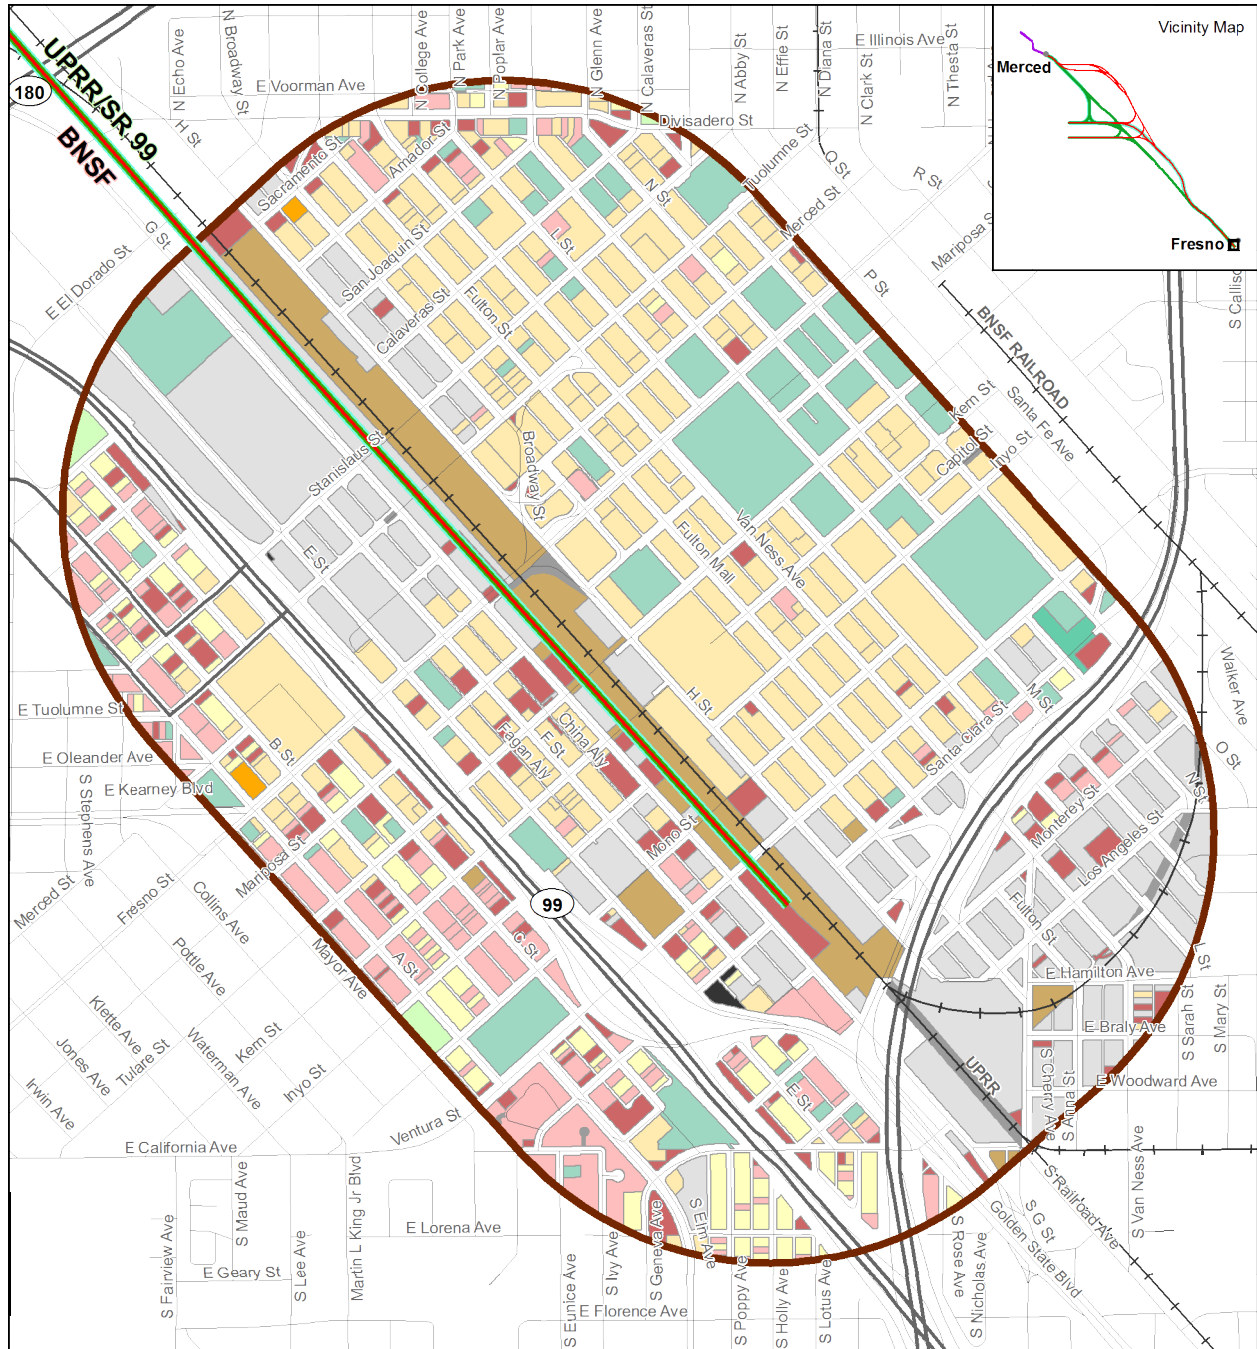 Vicinity Map
Merced
Fresno
UPRR/SR 99
BNSF
180
N Echo Ave
N Broadway St
E Voorman Ave
N College Ave
N Park Ave
N Poplar Ave
N Glenn Ave
N Calaveras St
N Abby St
N Effie St
N Diana St
E Illinois Ave
N Clark St
N Thesta St
H St
Divisadero St
Sacramento St
Amador St
Tuolumne St
Q St
R St
N St
Merced St
Mariposa S
G St
E El Dorado St
San Joaquin St
L St
P St
Calaveras St
Fulton St
S Calliso
BNSF RAILROAD
Kern St
Santa Fe Ave
Capitol St
Inyo St
Stanislaus St
Broadway St
Van Ness Ave
Fulton Mall
E St
E Tuolumne St
E Oleander Ave
E Kearney Blvd
S Stephens Ave
B St
H St
China Aly
F St
Fagan Aly
M St
Santa Clara St
Walker Ave
O St
N St
Mono St
Monterey St
Los Angeles St
Merced St
Fresno St
Mariposa St
Collins Ave
Pottle Ave
Mayor Ave
A St
C St
99
Fulton St
L St
E Hamilton Ave
Klette Ave
Jones Ave
Tulare St
Waterman Ave
Kern St
Irwin Ave
Inyo St
Ventura St
E St
UPRR
E Braly Ave
S Sarah St
S Mary St
S Cherry Ave
S Anna St
E Woodward Ave
E California Ave
S Maud Ave
Martin L King Jr Blvd
E Lorena Ave
S Fairview Ave
S Lee Ave
E Geary St
S Eunice Ave
S Ivy Ave
S Geneva Ave
S Elm Ave
E Florence Ave
S Poppy Ave
S Holly Ave
S Lotus Ave
S Rose Ave
S Nicholas Ave
Golden State Blvd
S G St
S Railroad Ave
S Van Ness Ave